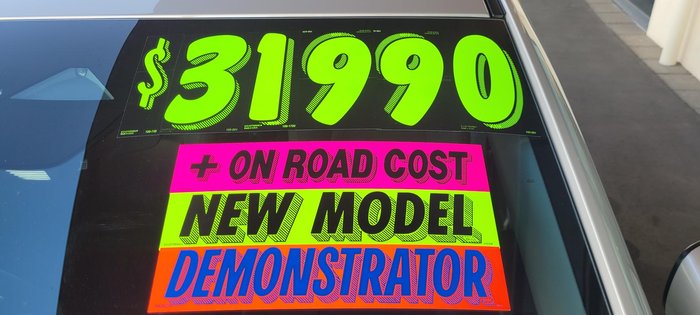 $31990
+ ON ROAD COST
NEW MODEL
DEMONSTRATOR